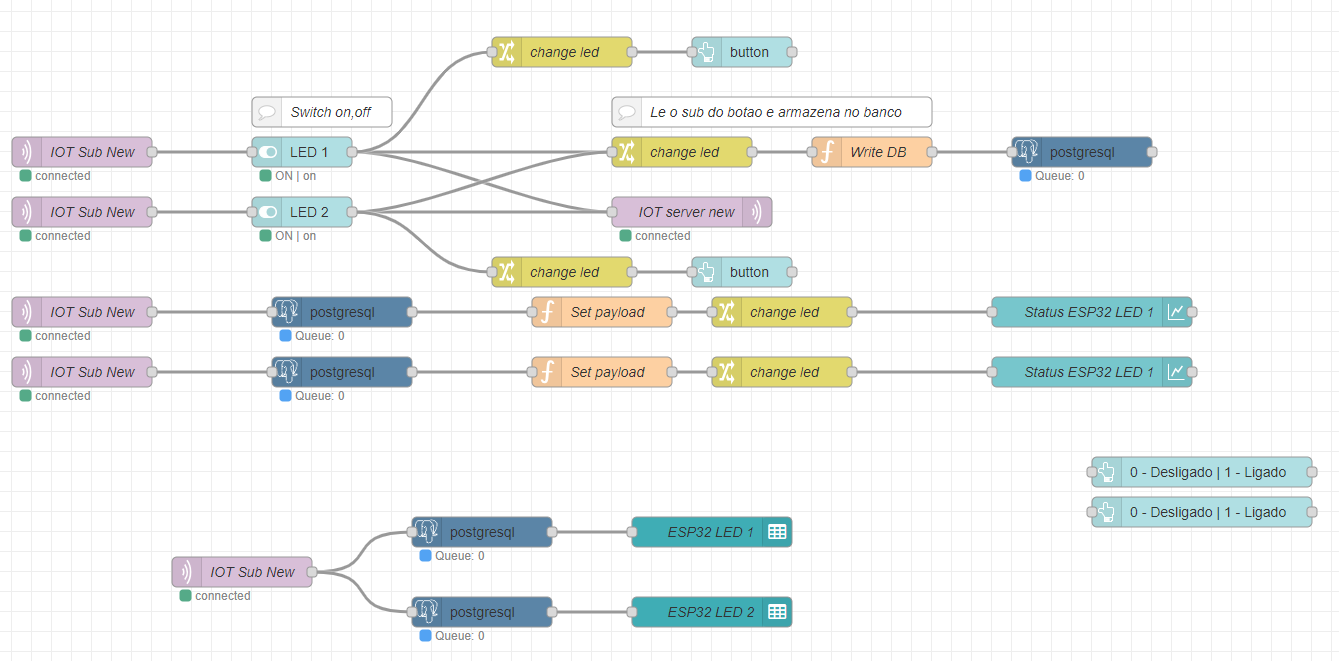 change led
button
Switch on,off
Le o sub do botao e armazena no banco
IOT Sub New
LED 1
change led
Write DB
postgresql
connected
ON | on
Queue: 0
IOT Sub New
LED 2
IOT server new
connected
ON | on
connected
change led
button
IOT Sub New
postgresql
Set payload
change led
Status ESP32 LED 1
connected
Queue: 0
IOT Sub New
postgresql
Set payload
change led
Status ESP32 LED 1
connected
Queue: 0
0 - Desligado | 1 - Ligado
0 - Desligado | 1 - Ligado
postgresql
ESP32 LED 1
Queue: 0
IOT Sub New
connected
postgresql
ESP32 LED 2
Queue: 0